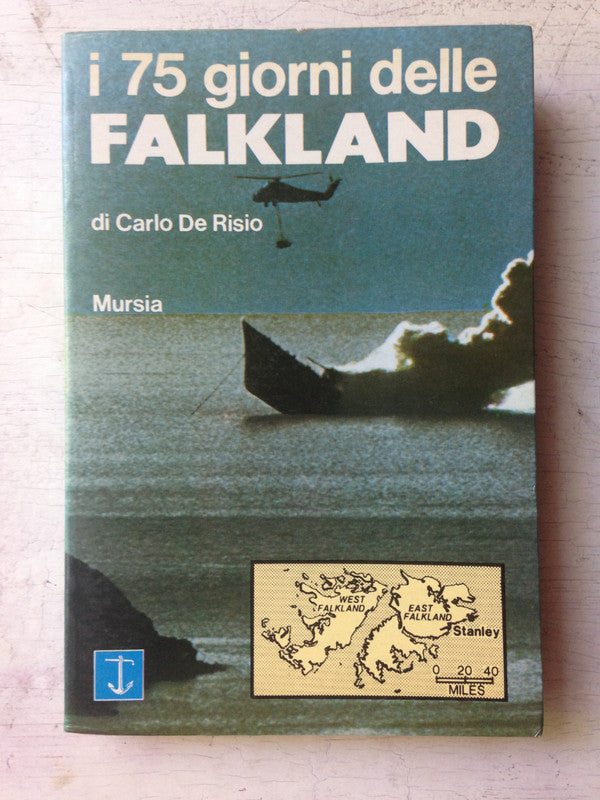 i 75 giorni delle
FALKLAND
di Carlo De Risio
Mursia
WEST
FALKLAND
EAST
FALKLAND
Stanley
0 20 40
MILES